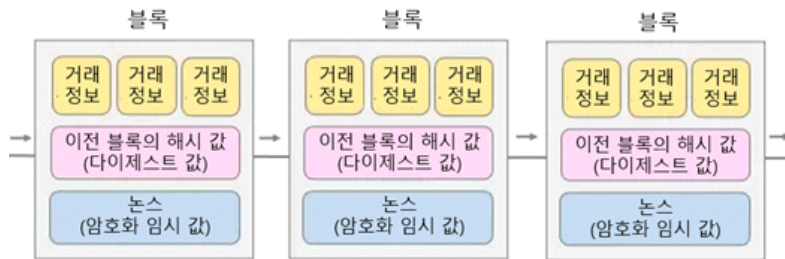 블록
거래
정보
거래
정보
거래
정보
이전 블록의 해시 값
(다이제스트 값)
논스
(암호화 임시 값)
블록
거래
정보
거래
정보
거래
정보
이전 블록의 해시 값
(다이제스트 값)
논스
(암호화 임시 값)
블록
거래
정보
거래
정보
거래
정보
이전 블록의 해시 값
(다이제스트 값)
논스
(암호화 임시 값)